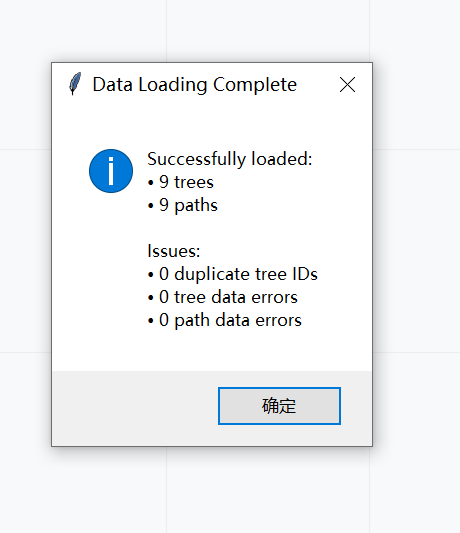 Data Loading Complete
Successfully loaded:
• 9 trees
• 9 paths
Issues:
• 0 duplicate tree IDs
• 0 tree data errors
• 0 path data errors
确定